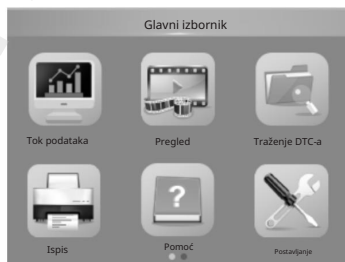 Glavni izbornik
Tok podataka
Pregled
Traženje DTC-a
Ispis
Pomoć
Postavljanje